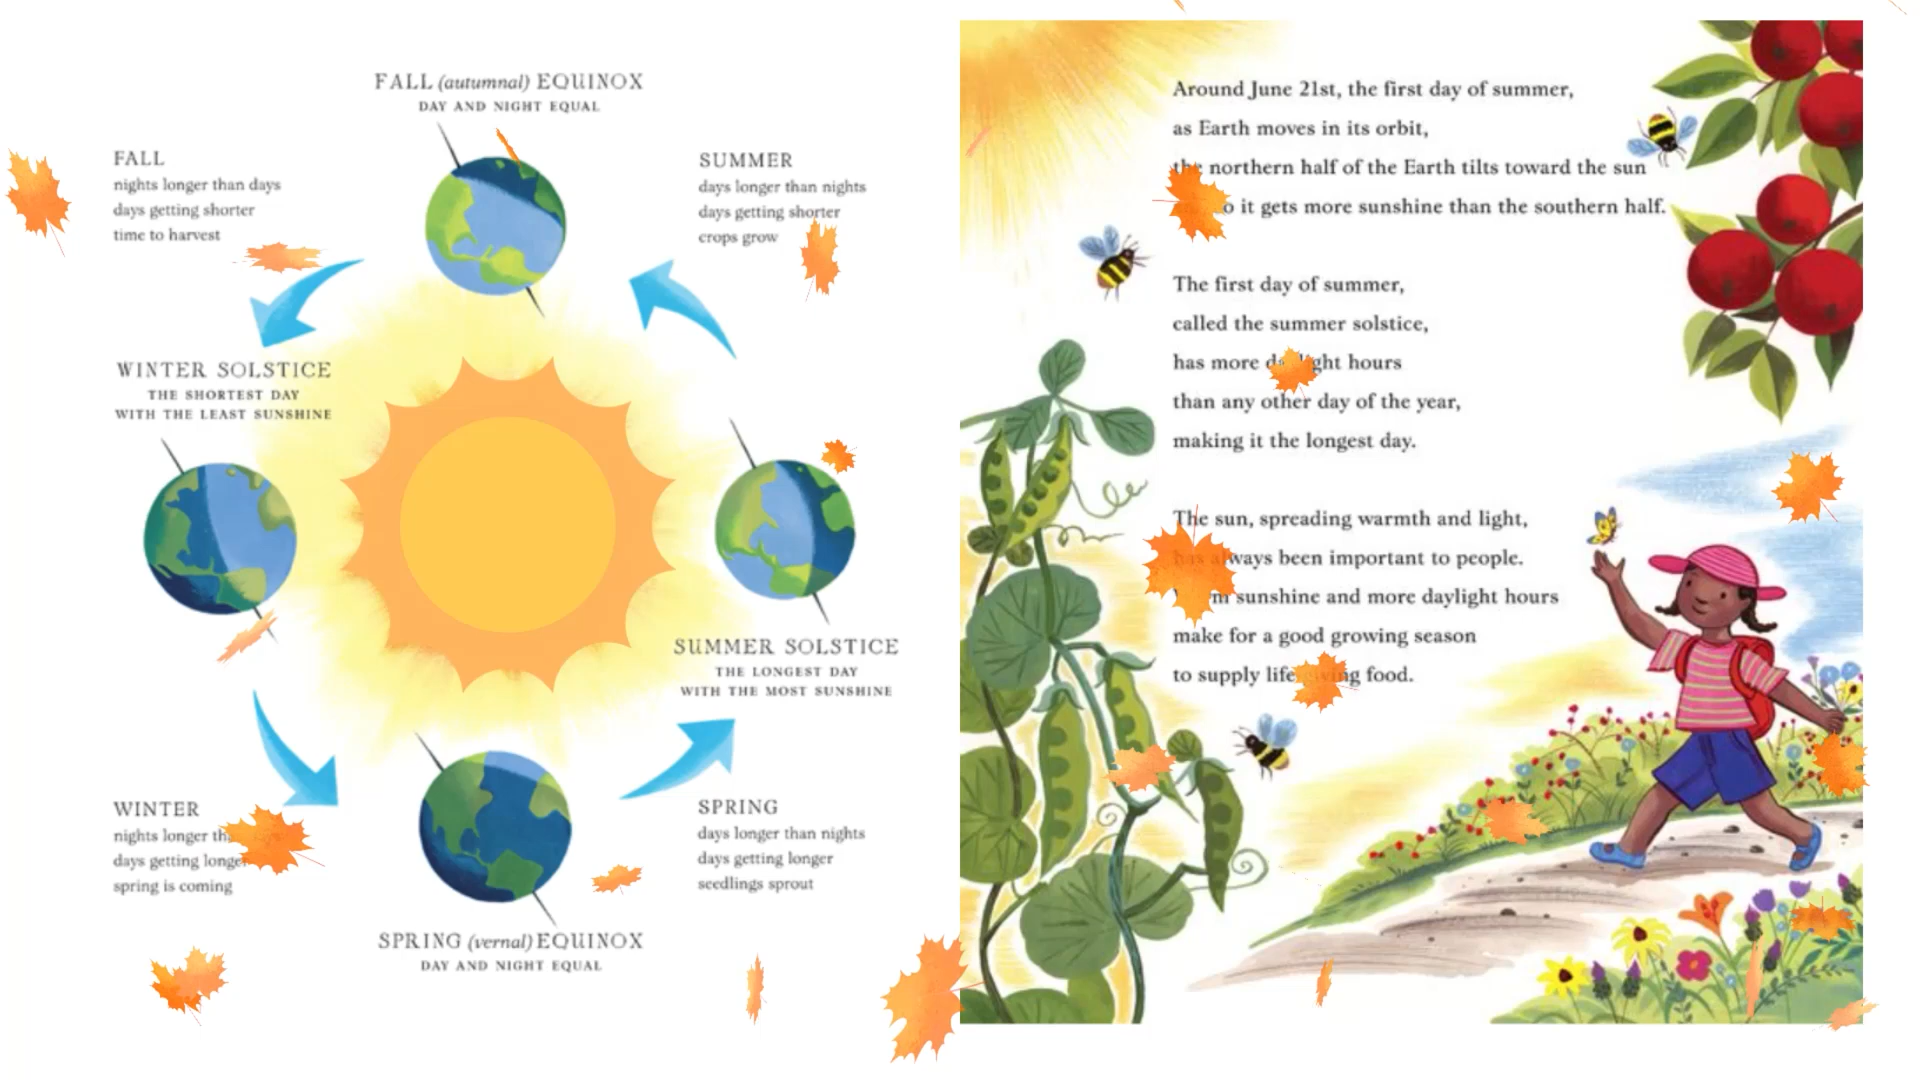 FALL (autumnal) EQUINOX
DAY AND NIGHT EQUAL
FALL
nights longer than days
days getting shorter
time to harvest
SUMMER
days longer than nights
days getting shorter
crops grow
WINTER SOLSTICE
THE SHORTEST DAY
WITH THE LEAST SUNSHINE
SUMMER SOLSTICE
THE LONGEST DAY
WITH THE MOST SUNSHINE
WINTER
nights longer
days getting longer
spring is coming
SPRING
days longer than nights
days getting longer
seedlings sprout
SPRING (vernal) EQUINOX
DAY AND NIGHT EQUAL
Around June 21st, the first day of summer,
as Earth moves in its orbit,
the northern half of the Earth tilts toward the sun
it gets more sunshine than the southern half.
The first day of summer,
called the summer solstice,
has more daylight hours
than any other day of the year,
making it the longest day.
The sun, spreading warmth and light,
has always been important to people.
sunshine and more daylight hours
make for a good growing season
to supply life food.